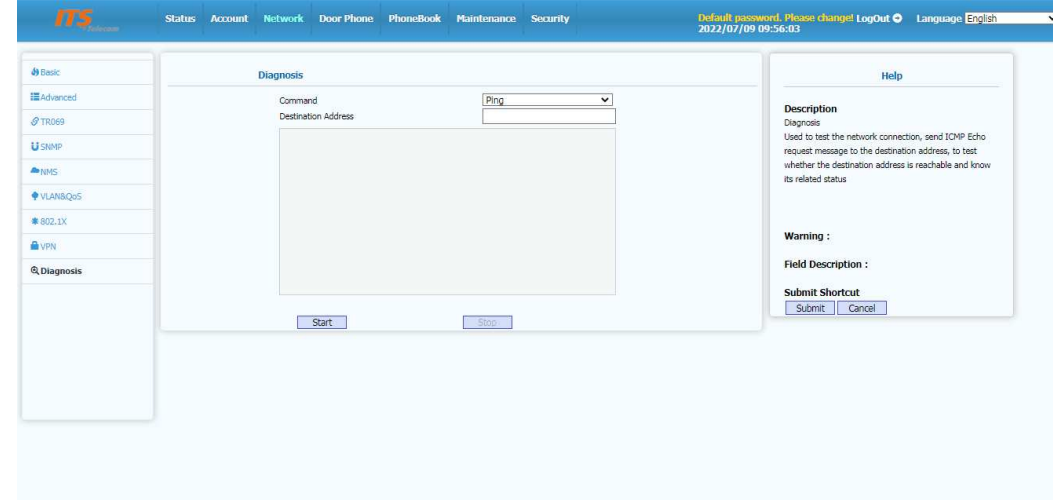 ITS Telecom
Status Account Network Door Phone PhoneBook Maintenance Security
Default password. Please change! LogOut Language English
2022/07/09 09:56:03
Basic
Advanced
TR069
SNMP
NMS
VLAN&QoS
802.1X
VPN
Diagnosis
Diagnosis
Command Ping
Destination Address
Start Stop
Help
Description
Diagnosis
Used to test the network connection, send ICMP Echo
request message to the destination address, to test
whether the destination address is reachable and know
its related status
Warning :
Field Description :
Submit Shortcut
Submit Cancel